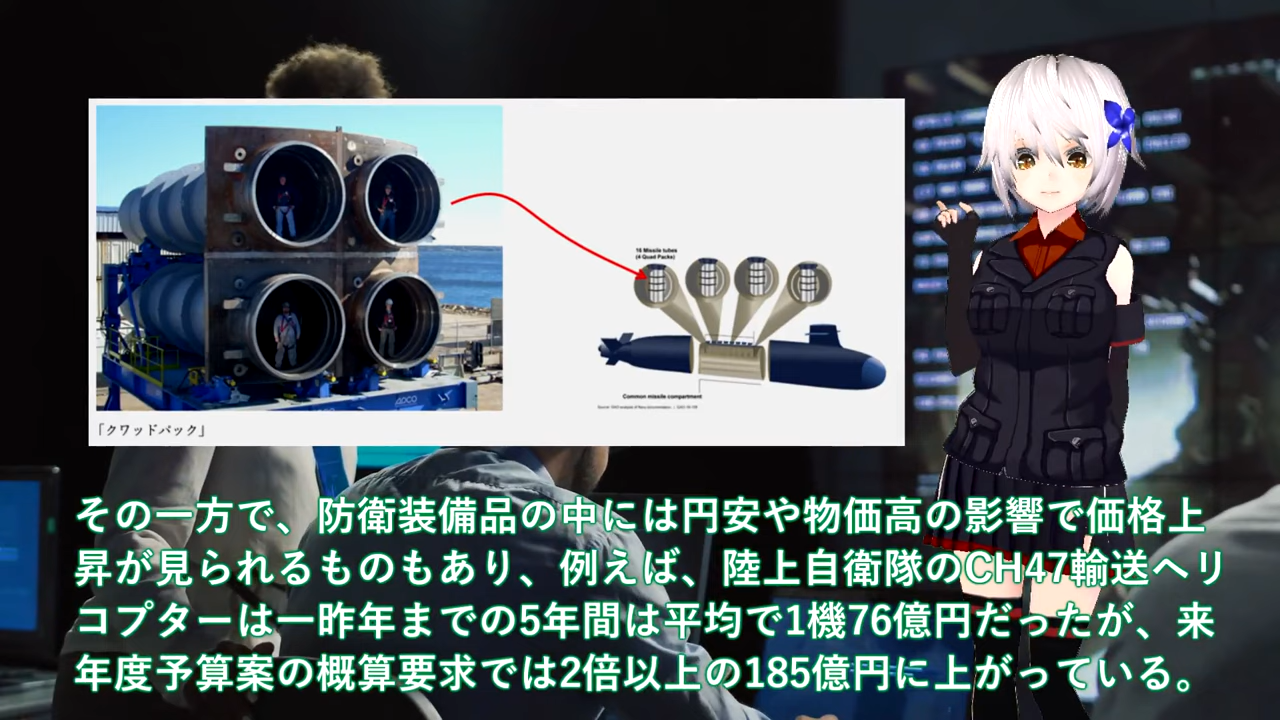 16 Missile tubes
(4 Quad Packs)
Common missile compartment
「クワッドパック」
その一方で、防衛装備品の中には円安や物価高の影響で価格上
昇が見られるものもあり、例えば、陸上自衛隊のCH47輸送ヘリ
コプターは一昨年までの5年間は平均で1機76億円だったが、来
年度予算案の概算要求では2倍以上の185億円に上がっている。